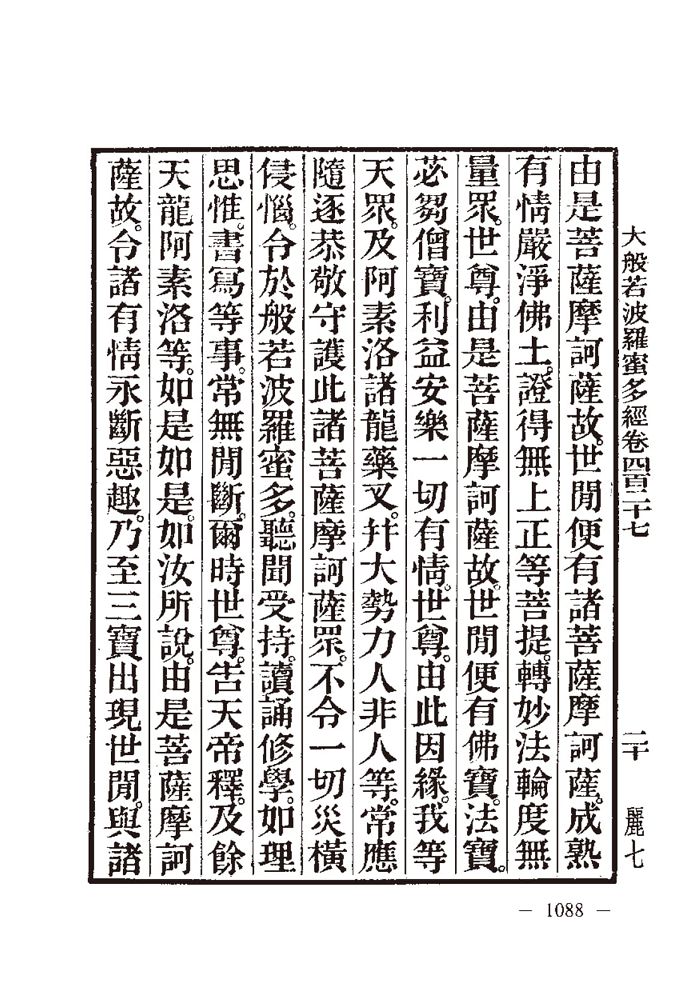 大般若波羅蜜多經卷四百二十七
二十
麗七
由是菩薩摩訶薩故。世閒便有諸菩薩摩訶薩。成熟
有情嚴淨佛土。證得無上正等菩提。轉妙法輪度無
量眾。世尊。由是菩薩摩訶薩故。世閒便有佛寶。法寶。
苾芻僧寶。利益安樂一切有情。世尊。由此因緣。我等
天眾。及阿素洛諸龍藥叉。幷大勢力人非人等。常應
隨逐恭敬守護此諸菩薩摩訶薩眾。不令一切災橫
侵惱。令於般若波羅蜜多。聽聞受持。讀誦修學。如理
思惟。書寫等事。常無閒斷。爾時世尊。告天帝釋。及餘
天龍阿素洛等。如是如是。如汝所說。由是菩薩摩訶
薩故。令諸有情永斷惡趣。乃至三寶出現世閒。與諸
— 1088 —